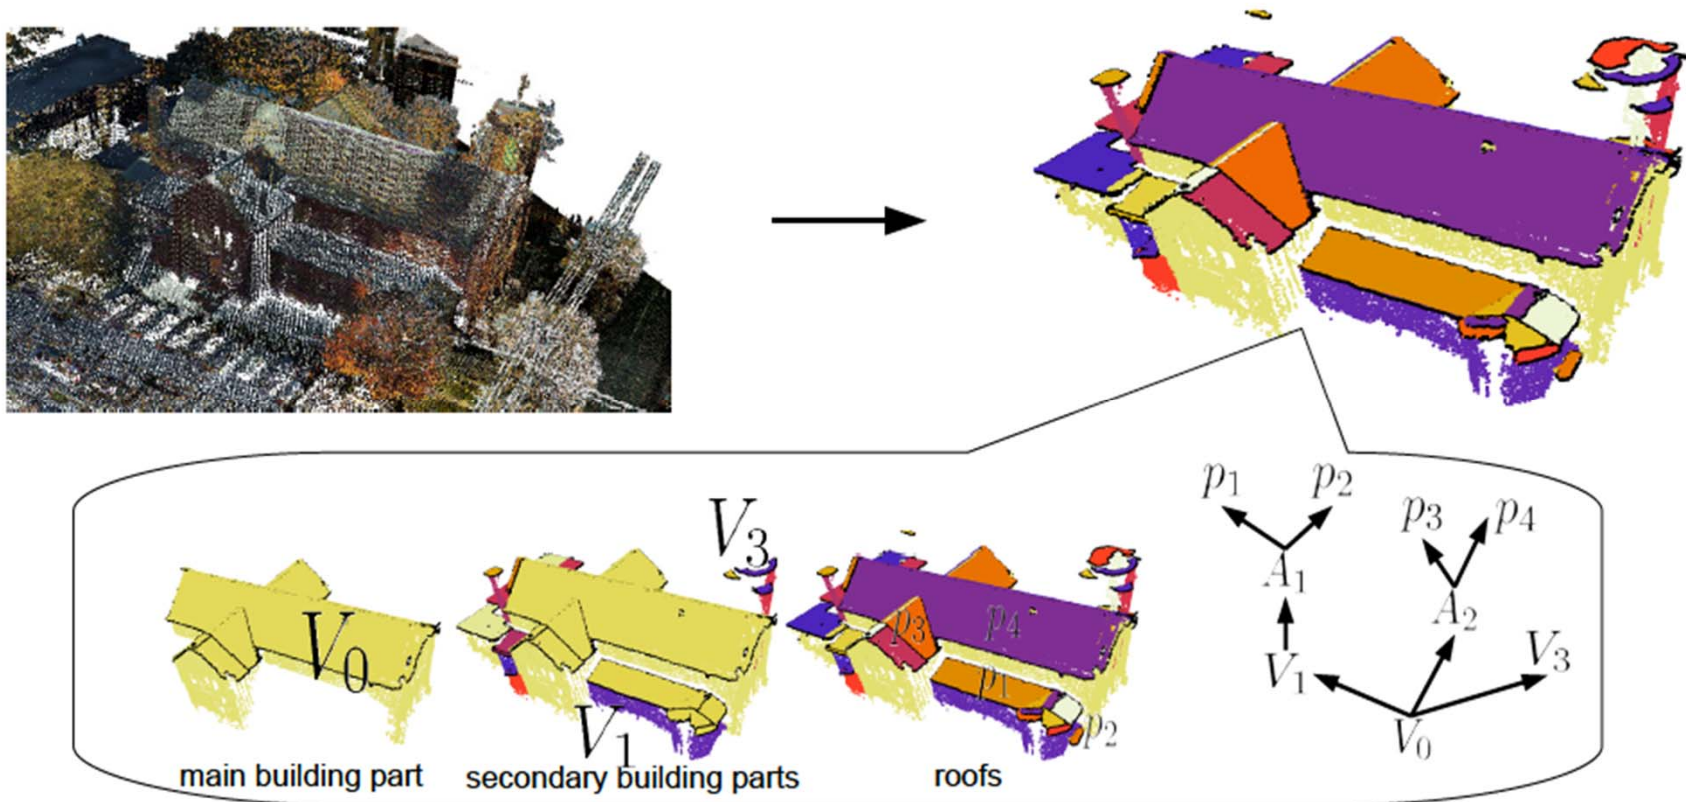 p1 p2
p3 p4
V3
A1
A2
V0
p3
p4
p1
V1
V3
V1
p2
V0
main building part
secondary building parts
roofs